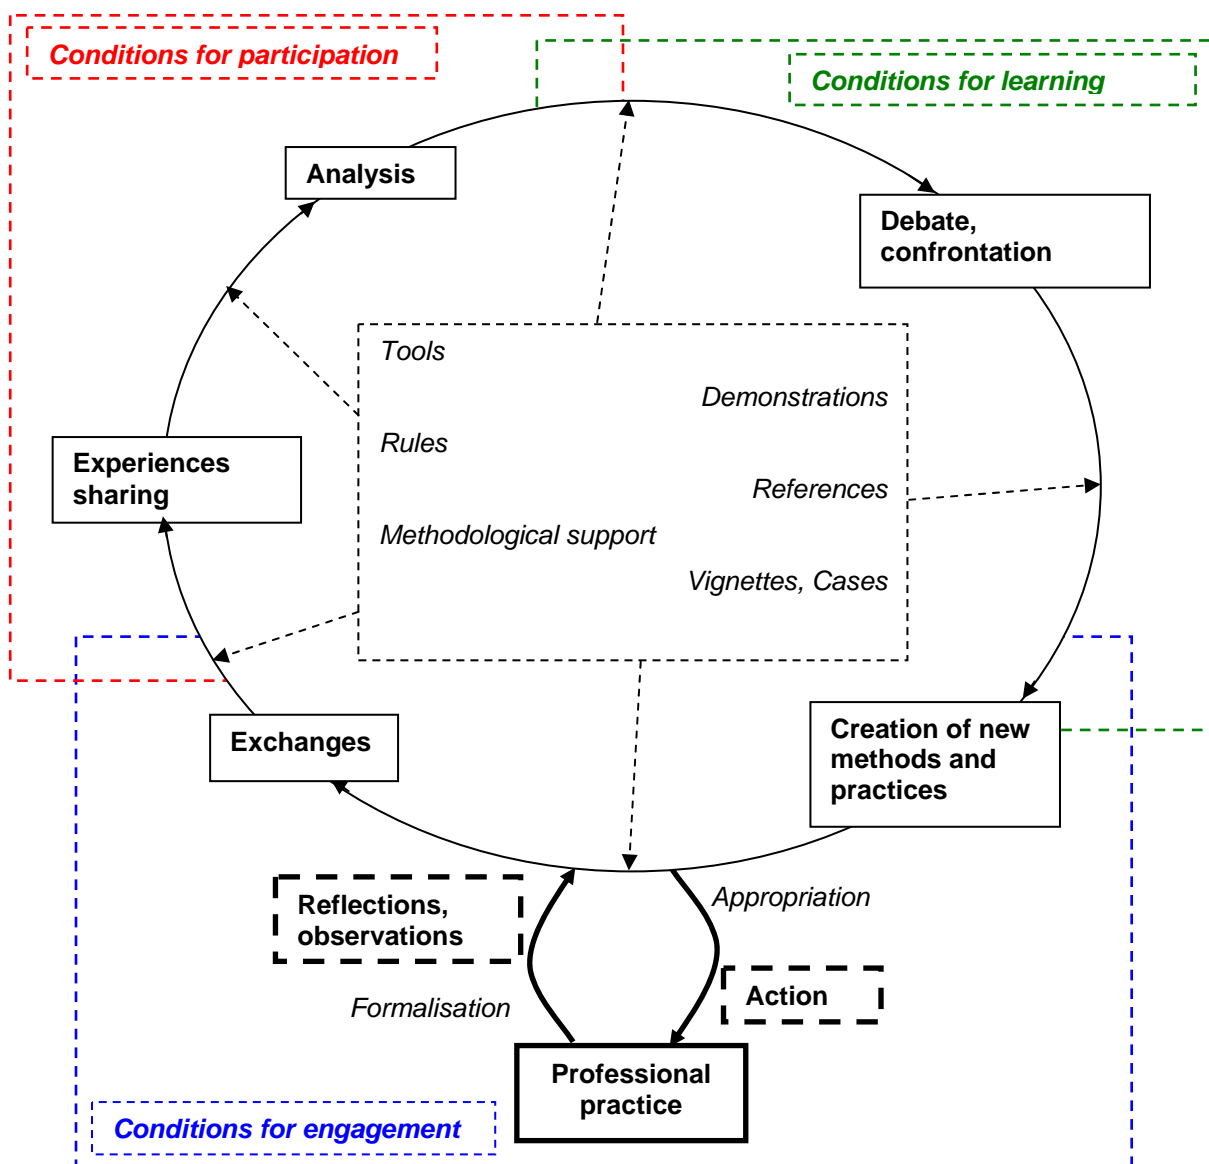 Conditions for participation
Conditions for learning
Analysis
Debate,
confrontation
Tools
Demonstrations
Rules
Experiences
sharing
References
Methodological support
Vignettes, Cases
Exchanges
Creation of new
methods and
practices
Reflections,
observations
Appropriation
Formalisation
Action
Professional
practice
Conditions for engagement